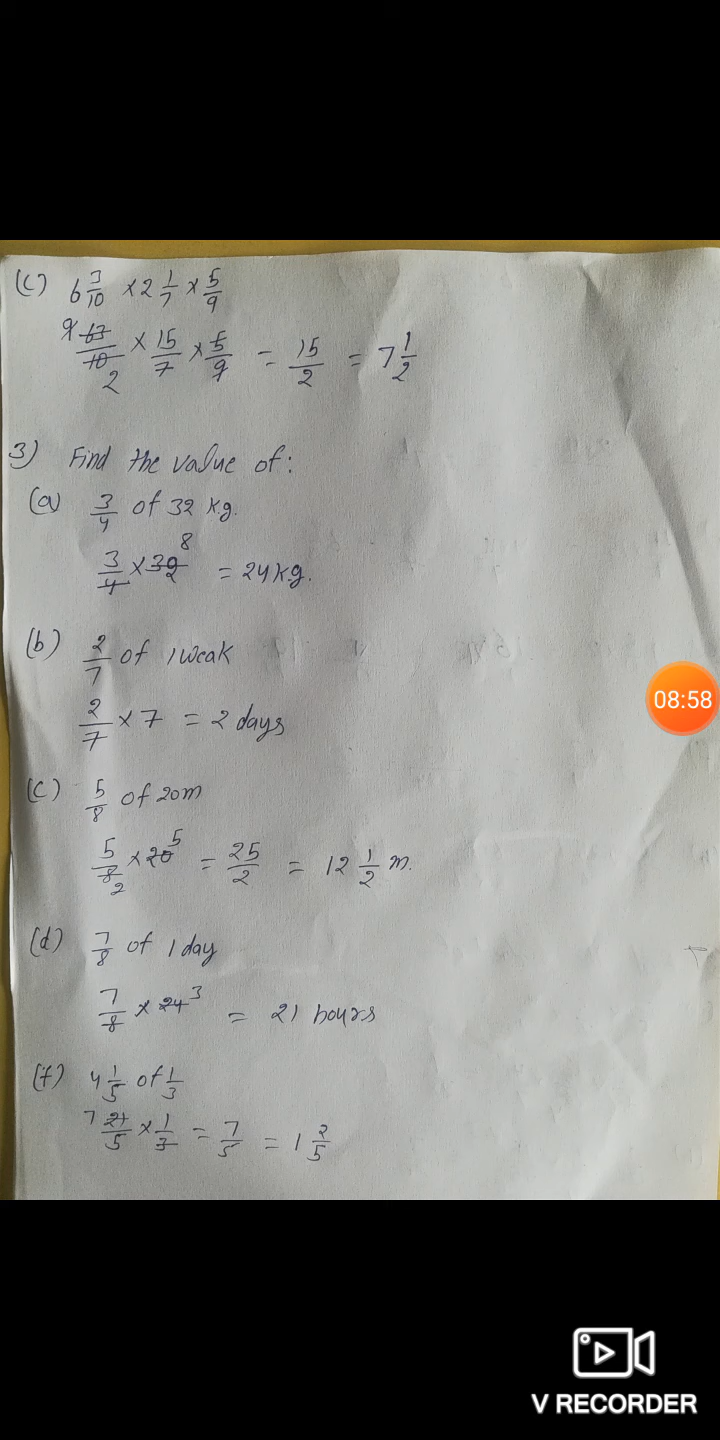 (c) 6 3/10 × 2 1/7 × 5/9
9 63/10 2 × 15/7 × 5/9 = 15/2 = 7 1/2
3) Find the value of:
(a) 3/4 of 32 kg.
3/4 × 32 8 = 24 kg.
(b) 2/7 of 1 weak
2/7 × 7 = 2 days
(c) 5/8 of 20m
5/8 2 × 20 5 = 25/2 = 12 1/2 m.
(d) 7/8 of 1 day
7/8 × 24 3 = 21 hours
(f) 4 1/5 of 1/3
7 21/5 × 1/3 = 7/5 = 1 2/5
08:58
V RECORDER